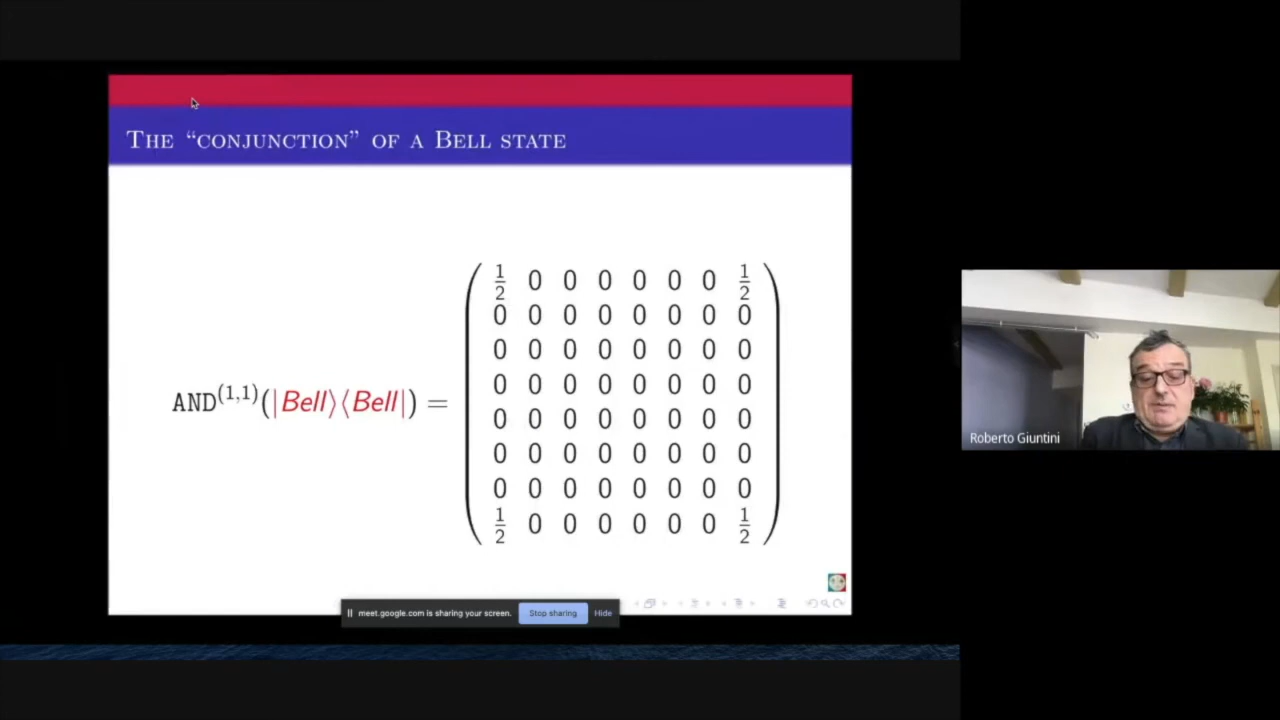 THE “CONJUNCTION” OF A BELL STATE
AND^(1,1)(|Bell⟩⟨Bell|) =
1/2 0 0 0 0 0 0 1/2
0 0 0 0 0 0 0 0
0 0 0 0 0 0 0 0
0 0 0 0 0 0 0 0
0 0 0 0 0 0 0 0
0 0 0 0 0 0 0 0
0 0 0 0 0 0 0 0
1/2 0 0 0 0 0 0 1/2
meet.google.com is sharing your screen.
Stop sharing
Hide
Roberto Giuntini